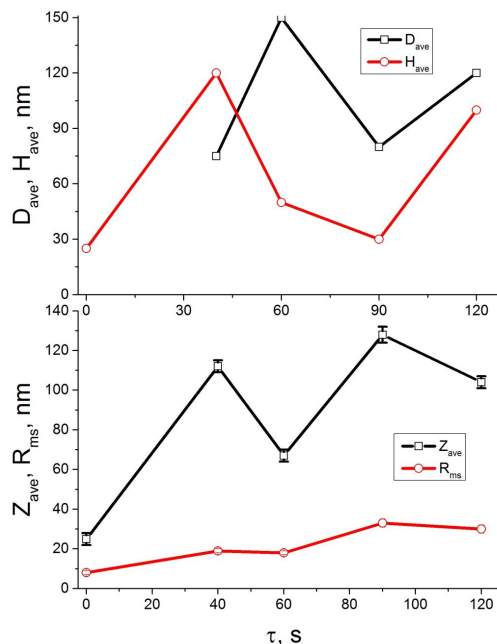 150
120
90
60
30
0
D_ave, H_ave, nm
D_ave
H_ave
0 30 60 90 120
140
120
100
80
60
40
20
0
Z_ave, R_ms, nm
Z_ave
R_ms
0 20 40 60 80 100 120
τ, s